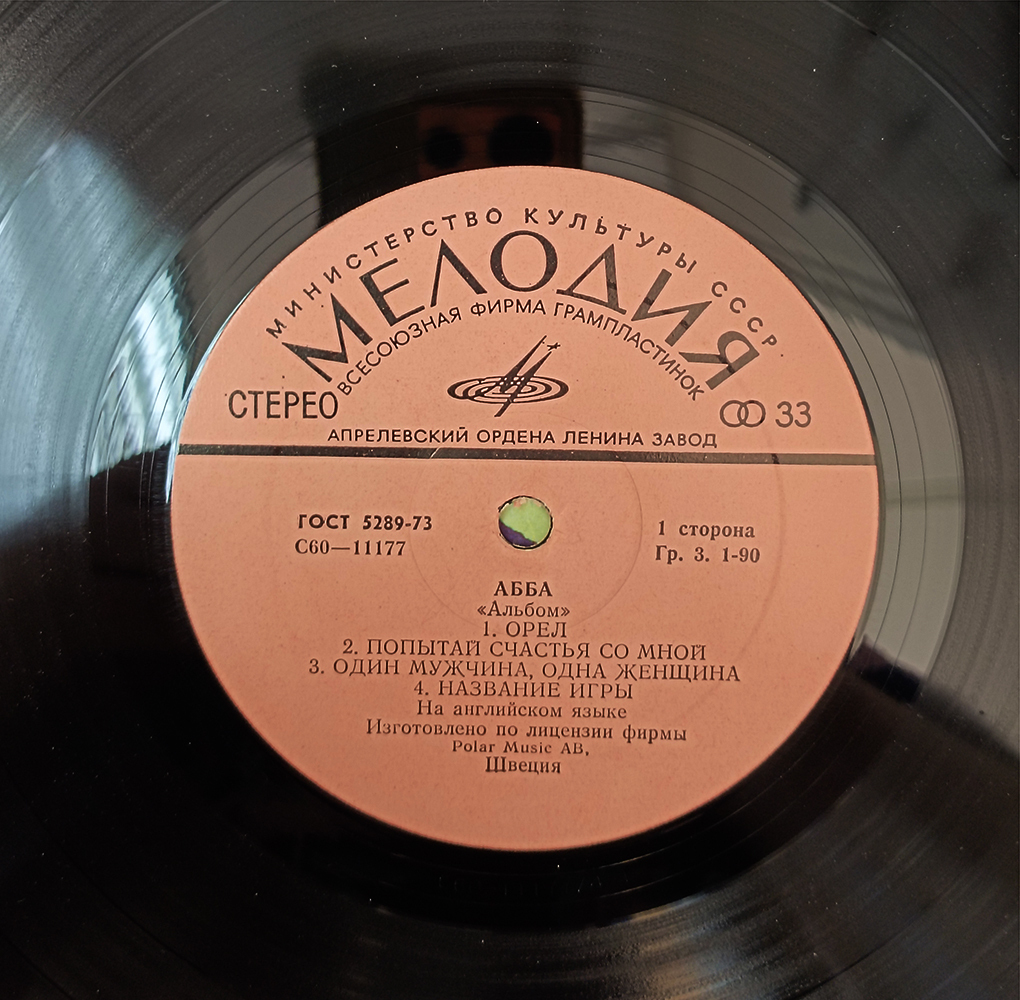 МИНИСТЕРСТВО КУЛЬТУРЫ СССР
МЕЛОДИЯ
ВСЕСОЮЗНАЯ ФИРМА ГРАМПЛАСТИНОК
СТЕРЕО
33
АПРЕЛЕВСКИЙ ОРДЕНА ЛЕНИНА ЗАВОД
ГОСТ 5289-73
С60—11177
1 сторона
Гр. 3. 1-90
АББА
«Альбом»
1. ОРЕЛ
2. ПОПЫТАЙ СЧАСТЬЯ СО МНОЙ
3. ОДИН МУЖЧИНА, ОДНА ЖЕНЩИНА
4. НАЗВАНИЕ ИГРЫ
На английском языке
Изготовлено по лицензии фирмы
Polar Music AB,
Швеция